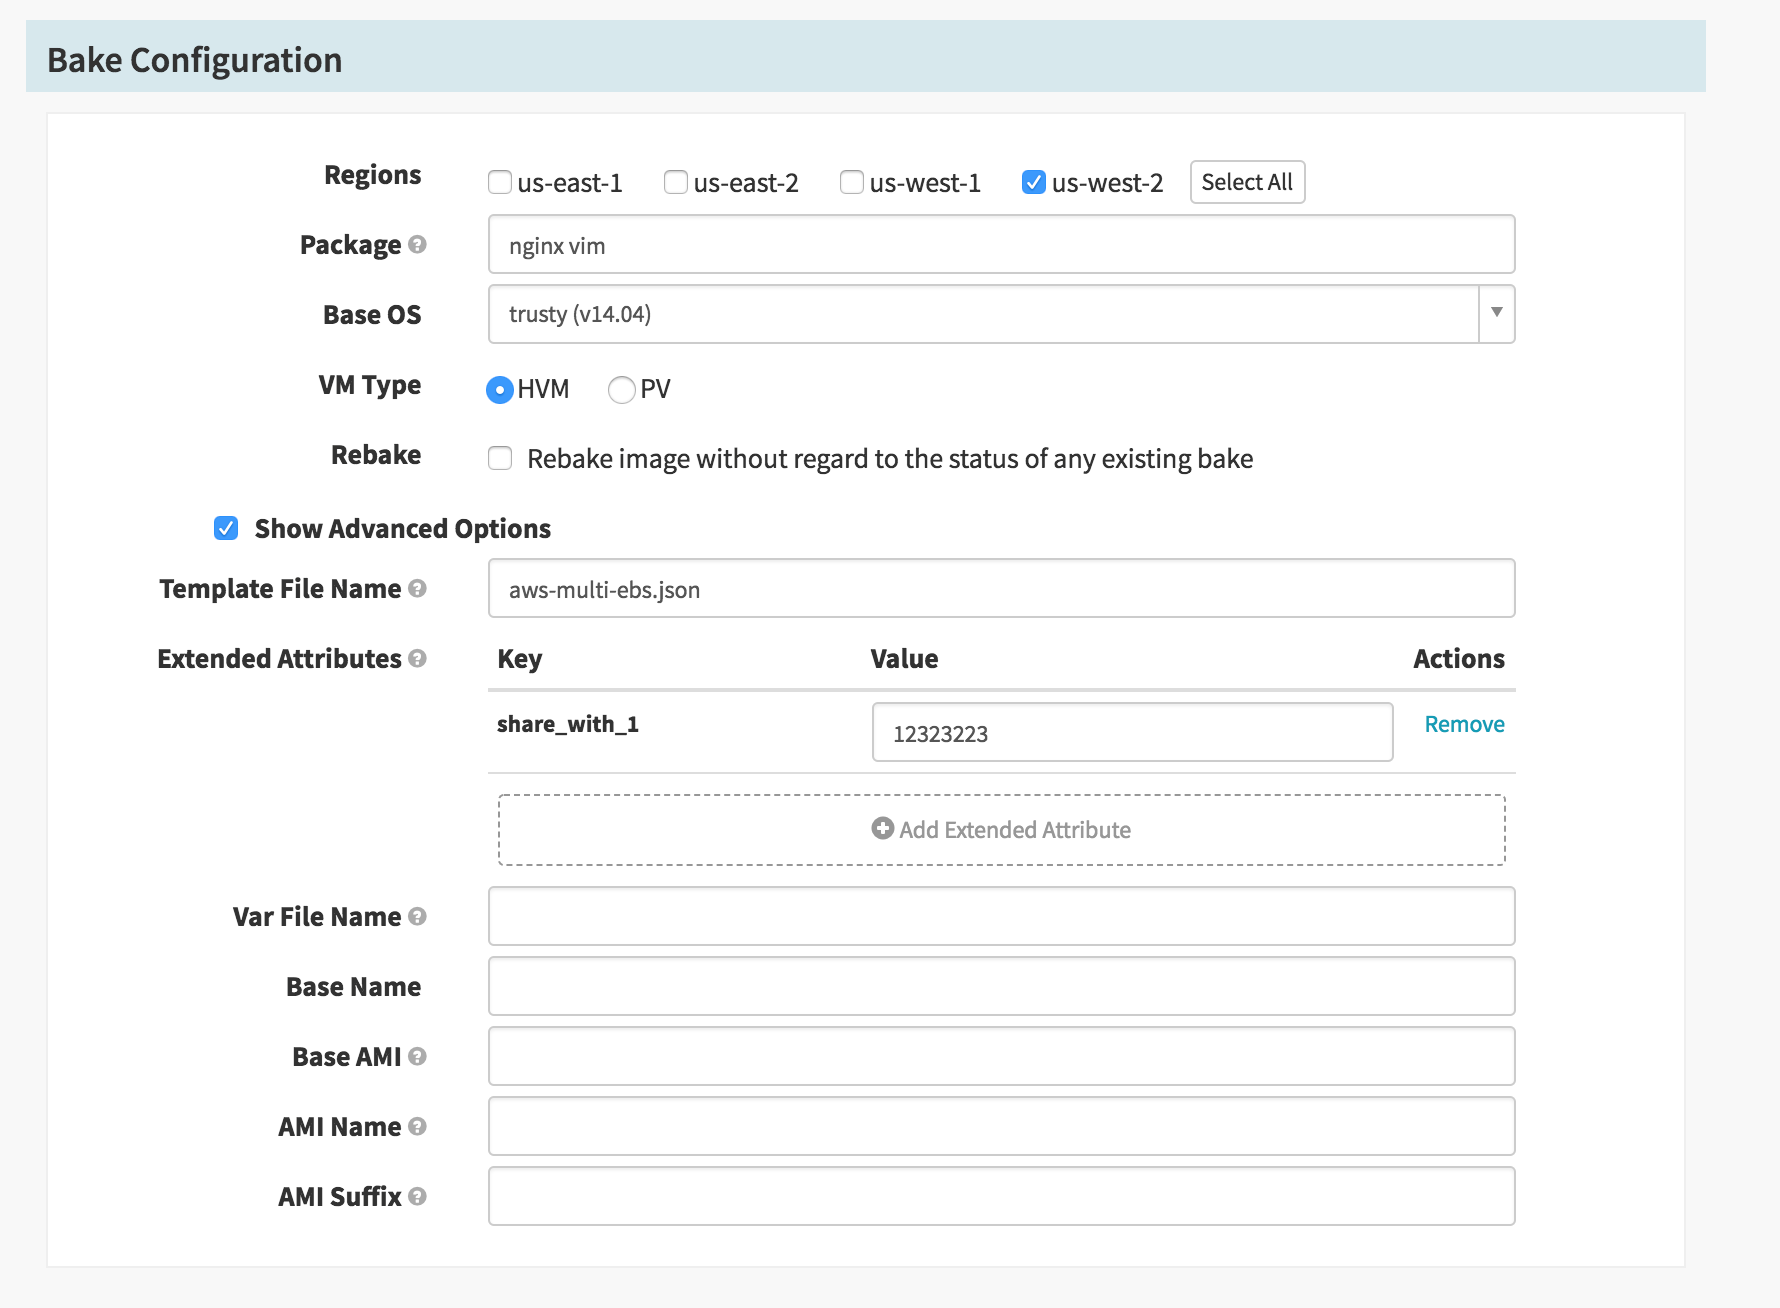 Bake Configuration
Regions us-east-1 us-east-2 us-west-1 us-west-2 Select All
Package ? nginx vim
Base OS trusty (v14.04)
VM Type HVM PV
Rebake Rebake image without regard to the status of any existing bake
Show Advanced Options
Template File Name ? aws-multi-ebs.json
Extended Attributes ? Key Value Actions
share_with_1 12323223 Remove
Add Extended Attribute
Var File Name ?
Base Name
Base AMI ?
AMI Name ?
AMI Suffix ?